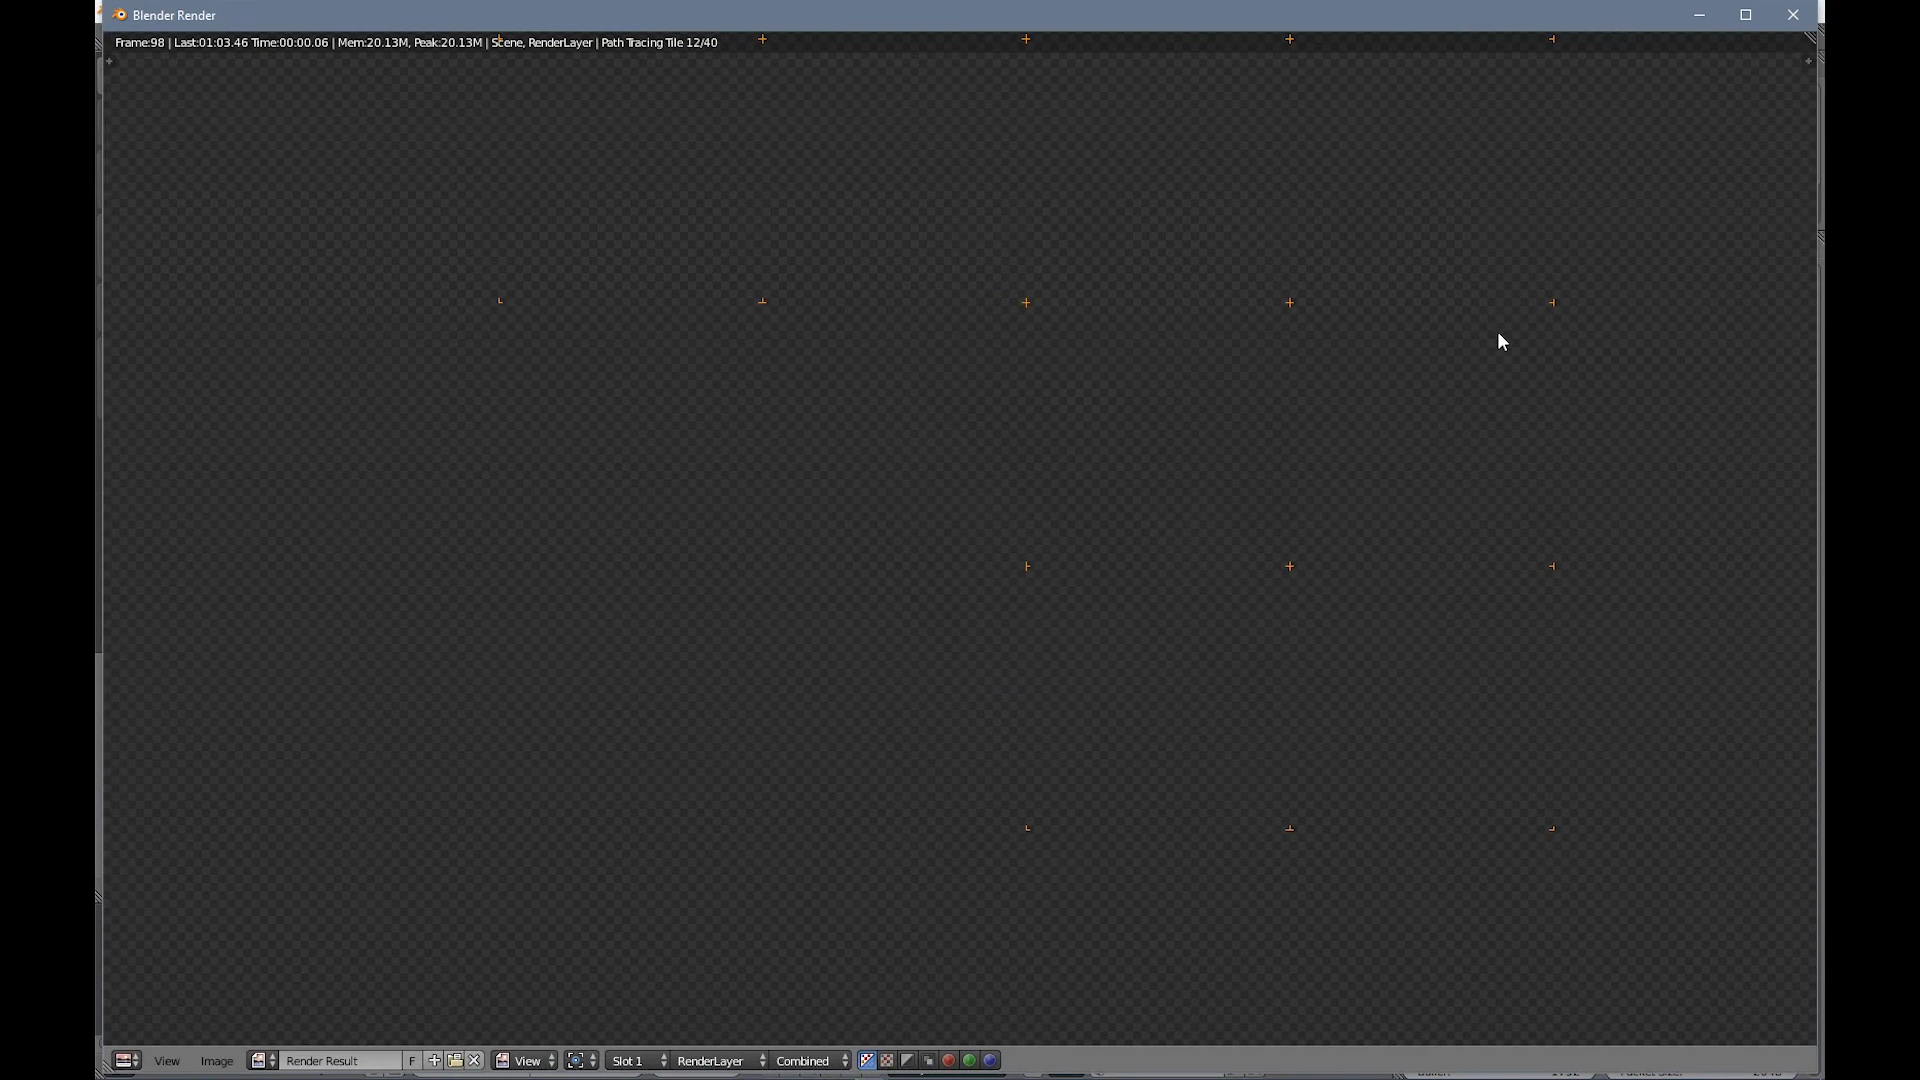 Blender Render
Frame:98 | Last:01:03.46 Time:00:00.06 | Mem:20.13M, Peak:20.13M | Scene, RenderLayer | Path Tracing Tile 12/40
View Image Render Result F View Slot 1 RenderLayer Combined